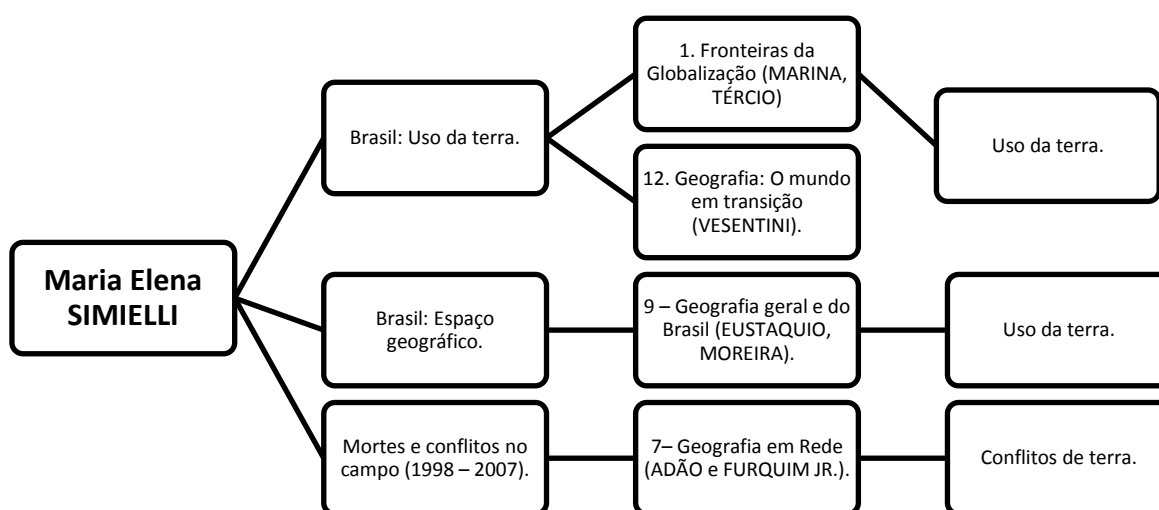 Maria Elena
SIMIELLI
Brasil: Uso da terra.
1. Fronteiras da
Globalização (MARINA,
TÉRCIO)
12. Geografia: O mundo
em transição
(VESENTINI).
Uso da terra.
Brasil: Espaço
geográfico.
9 – Geografia geral e do
Brasil (EUSTAQUIO,
MOREIRA).
Uso da terra.
Mortes e conflitos no
campo (1998 – 2007).
7– Geografia em Rede
(ADÃO e FURQUIM JR.).
Conflitos de terra.